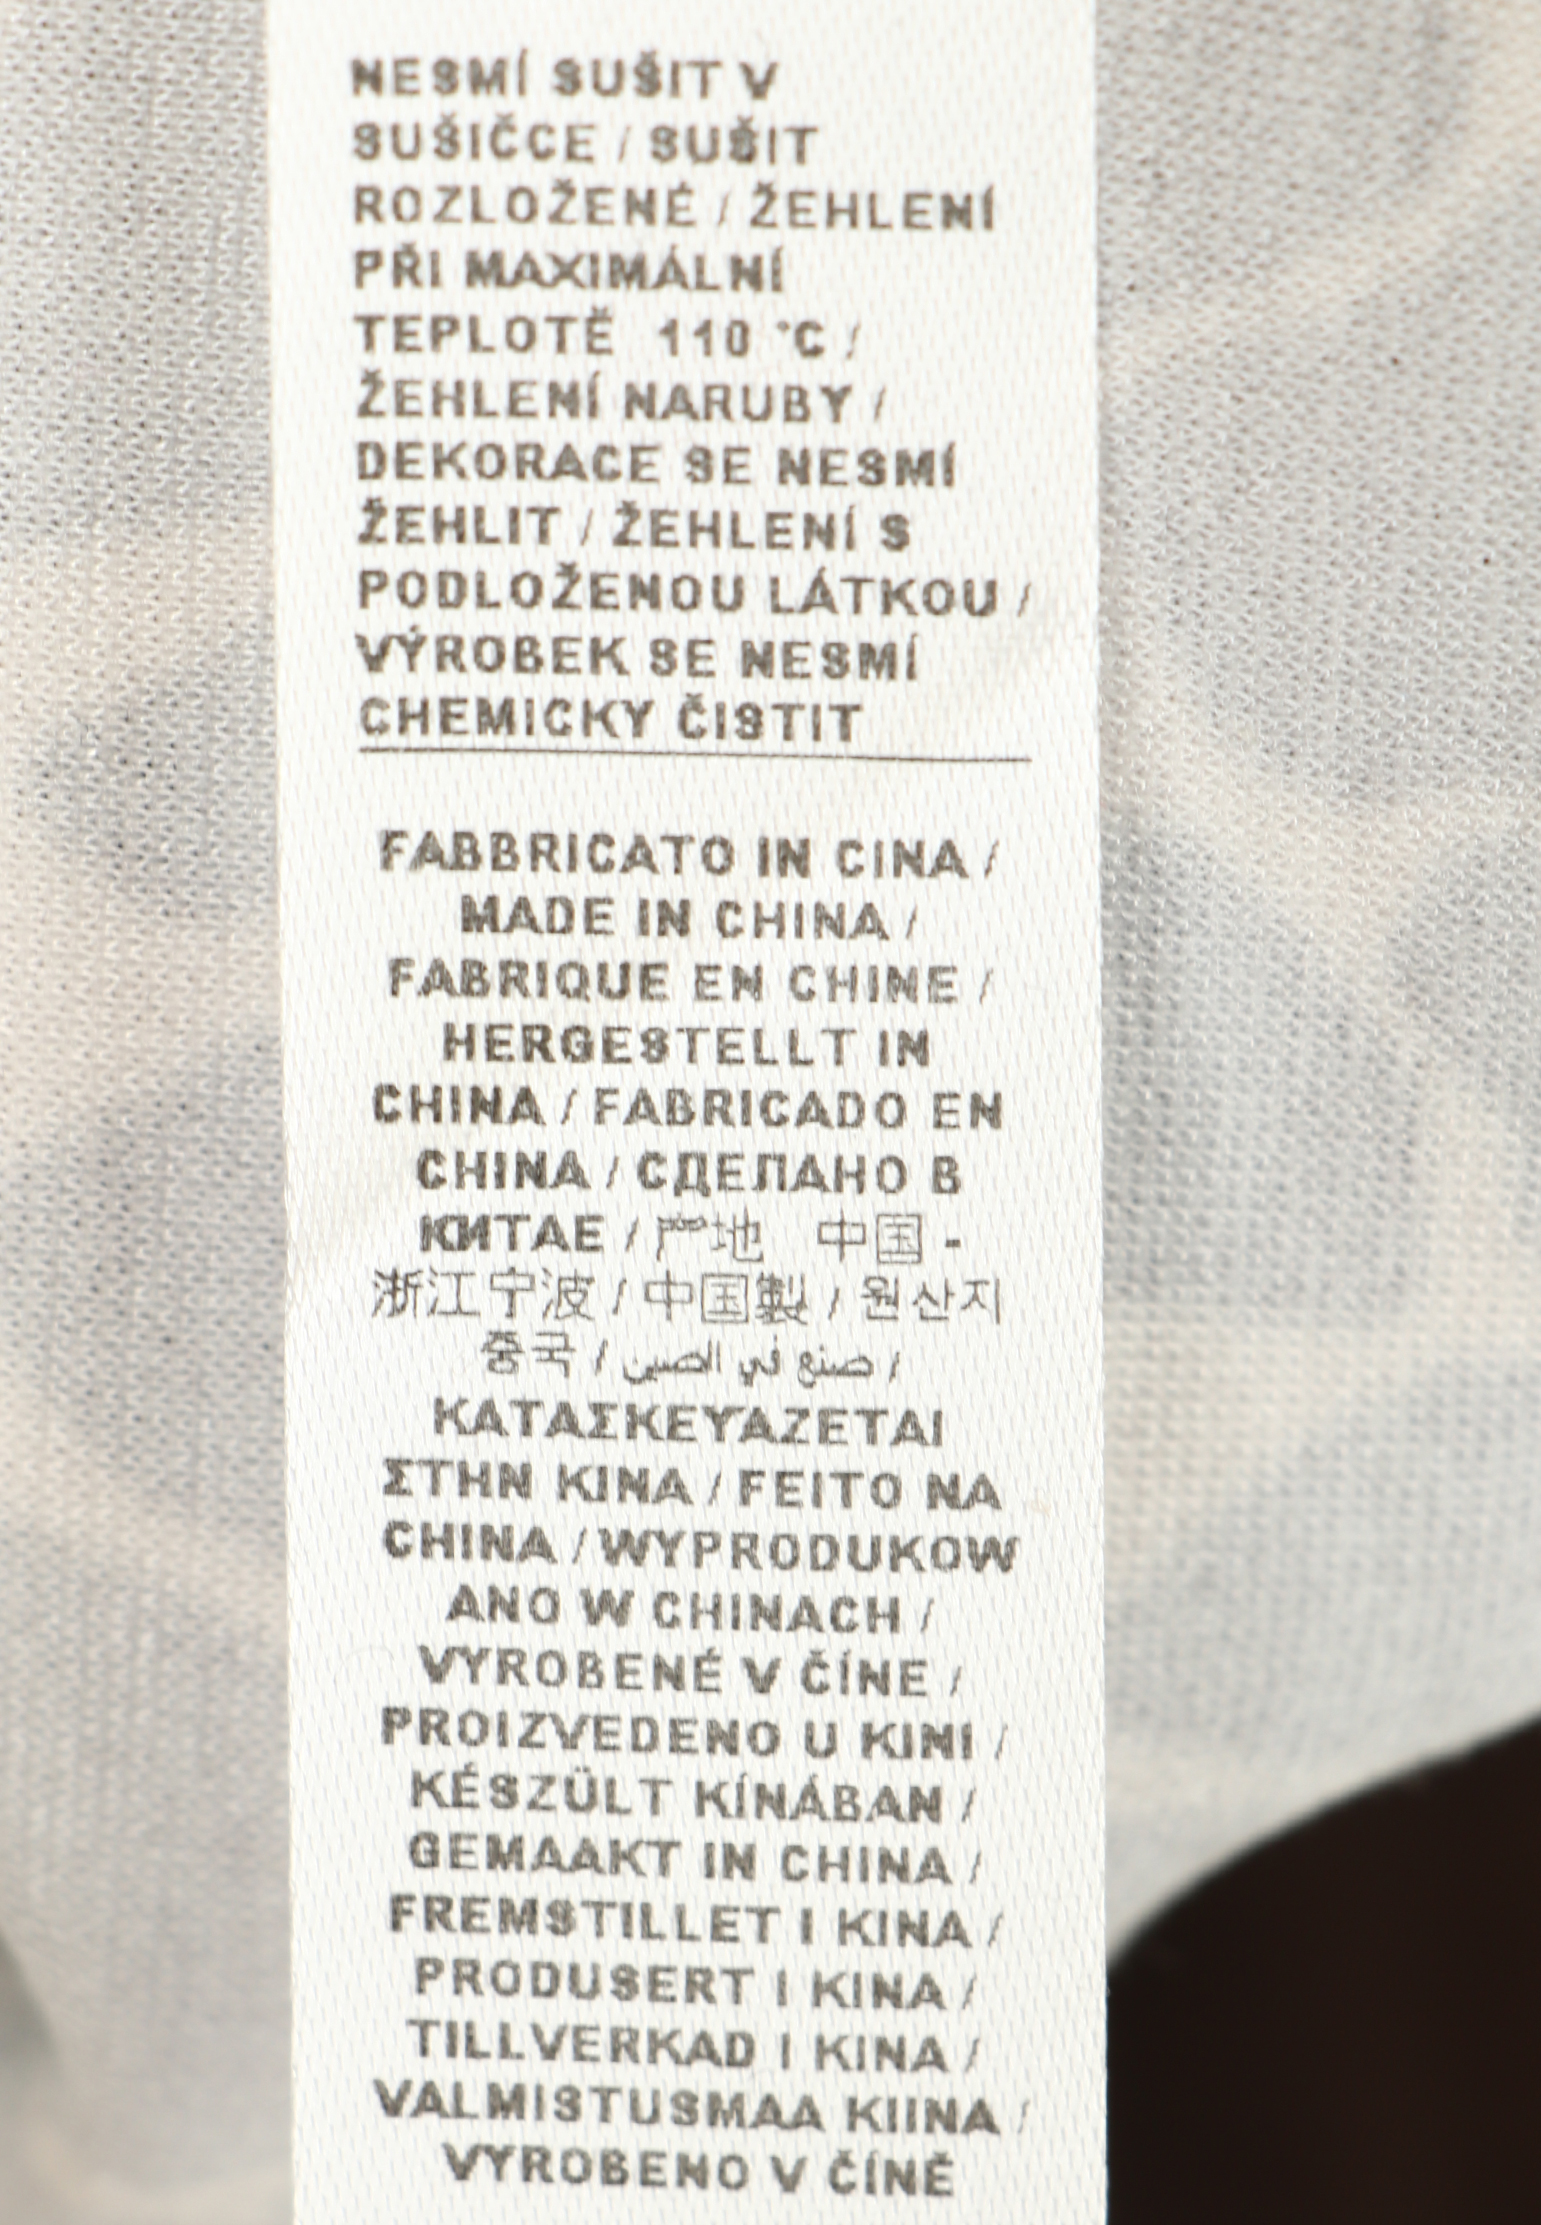 NESMÍ SUŠIT V
SUŠIČCE / SUŠIT
ROZLOŽENÉ / ŽEHLENÍ
PŘI MAXIMÁLNÍ
TEPLOTĚ 110 °C /
ŽEHLENÍ NARUBY /
DEKORACE SE NESMÍ
ŽEHLIT / ŽEHLENÍ S
PODLOŽENOU LÁTKOU /
VÝROBEK SE NESMÍ
CHEMICKY ČISTIT
FABBRICATO IN CINA /
MADE IN CHINA /
FABRIQUE EN CHINE /
HERGESTELLT IN
CHINA / FABRICADO EN
CHINA / СДЕЛАНО В
КИТАЕ / 产地 中国 -
浙江宁波 / 中国製 / 원산지
중국 / صنع في الصين /
ΚΑΤΑΣΚΕΥΑΖΕΤΑΙ
ΣΤΗΝ ΚΙΝΑ / FEITO NA
CHINA / WYPRODUKOW
ANO W CHINACH /
VYROBENÉ V ČÍNE /
PROIZVEDENO U KINI /
KÉSZÜLT KÍNÁBAN /
GEMAAKT IN CHINA /
FREMSTILLET I KINA /
PRODUSERT I KINA /
TILLVERKAD I KINA /
VALMISTUSMAA KIINA /
VYROBENO V ČÍNĚ